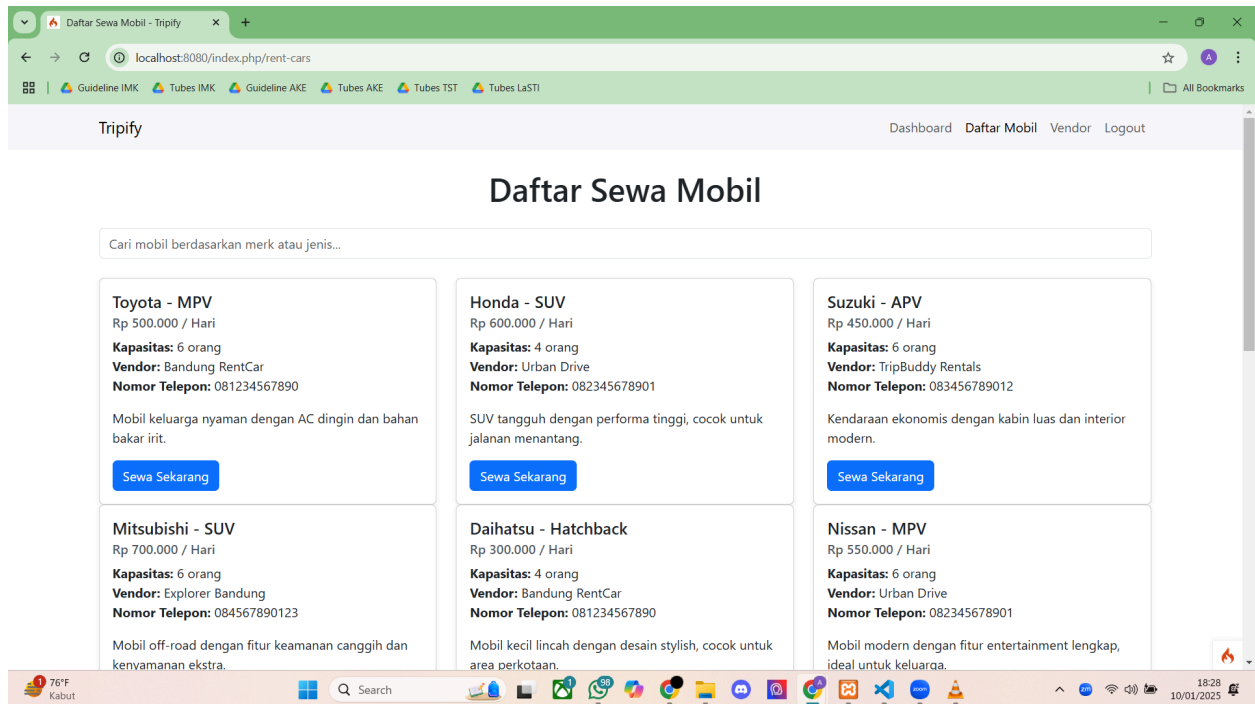 Daftar Sewa Mobil - Tripify
localhost:8080/index.php/rent-cars
A
Guideline IMK Tubes IMK Guideline AKE Tubes AKE Tubes TST Tubes LaSTI All Bookmarks
Tripify Dashboard Daftar Mobil Vendor Logout
Daftar Sewa Mobil
Cari mobil berdasarkan merk atau jenis...
Toyota - MPV
Rp 500.000 / Hari
Kapasitas: 6 orang
Vendor: Bandung RentCar
Nomor Telepon: 081234567890
Mobil keluarga nyaman dengan AC dingin dan bahan
bakar irit.
Sewa Sekarang
Honda - SUV
Rp 600.000 / Hari
Kapasitas: 4 orang
Vendor: Urban Drive
Nomor Telepon: 082345678901
SUV tangguh dengan performa tinggi, cocok untuk
jalanan menantang.
Sewa Sekarang
Suzuki - APV
Rp 450.000 / Hari
Kapasitas: 6 orang
Vendor: TripBuddy Rentals
Nomor Telepon: 083456789012
Kendaraan ekonomis dengan kabin luas dan interior
modern.
Sewa Sekarang
Mitsubishi - SUV
Rp 700.000 / Hari
Kapasitas: 6 orang
Vendor: Explorer Bandung
Nomor Telepon: 084567890123
Mobil off-road dengan fitur keamanan canggih dan
kenyamanan ekstra.
Daihatsu - Hatchback
Rp 300.000 / Hari
Kapasitas: 4 orang
Vendor: Bandung RentCar
Nomor Telepon: 081234567890
Mobil kecil lincah dengan desain stylish, cocok untuk
area perkotaan.
Nissan - MPV
Rp 550.000 / Hari
Kapasitas: 6 orang
Vendor: Urban Drive
Nomor Telepon: 082345678901
Mobil modern dengan fitur entertainment lengkap,
ideal untuk keluarga.
1
76°F
Kabut
Search
98
A
zoom
zm
18:28
10/01/2025